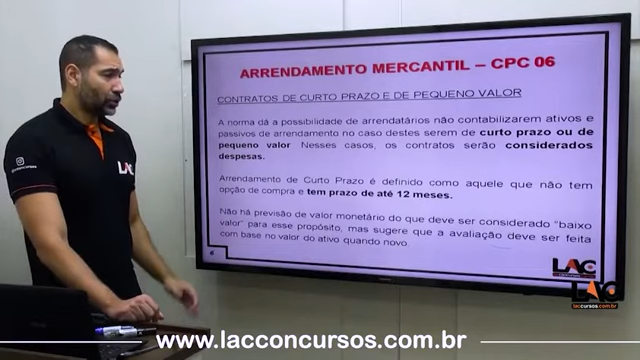 ARRENDAMENTO MERCANTIL – CPC 06
CONTRATOS DE CURTO PRAZO E DE PEQUENO VALOR
A norma dá a possibilidade de arrendatários não contabilizarem ativos e
passivos de arrendamento no caso destes serem de curto prazo ou de
pequeno valor Nesses casos, os contratos serão considerados
despesas.
Arrendamento de Curto Prazo é definido como aquele que não tem
opção de compra e tem prazo de até 12 meses.
Não há previsão de valor monetário do que deve ser considerado "baixo
valor" para esse propósito, mas sugere que a avaliação deve ser feita
com base no valor do ativo quando novo.
LAC
LAC
laccursos.com.br
LAC
www.lacconcursos.com.br